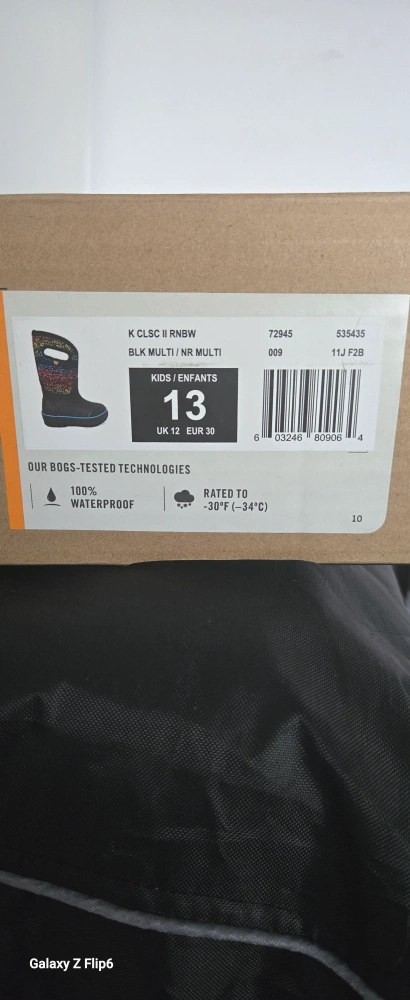 K CLSC II RNBW 72945 535435
BLK MULTI / NR MULTI 009 11J F2B
KIDS / ENFANTS
13
UK 12 EUR 30
6 03246 80906 4
OUR BOGS-TESTED TECHNOLOGIES
100%
WATERPROOF
RATED TO
-30°F (–34°C)
10
Galaxy Z Flip6